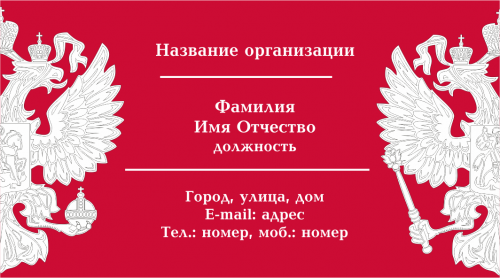 Название организации
Фамилия
Имя Отчество
должность
Город, улица, дом
E-mail: адрес
Тел.: номер, моб.: номер